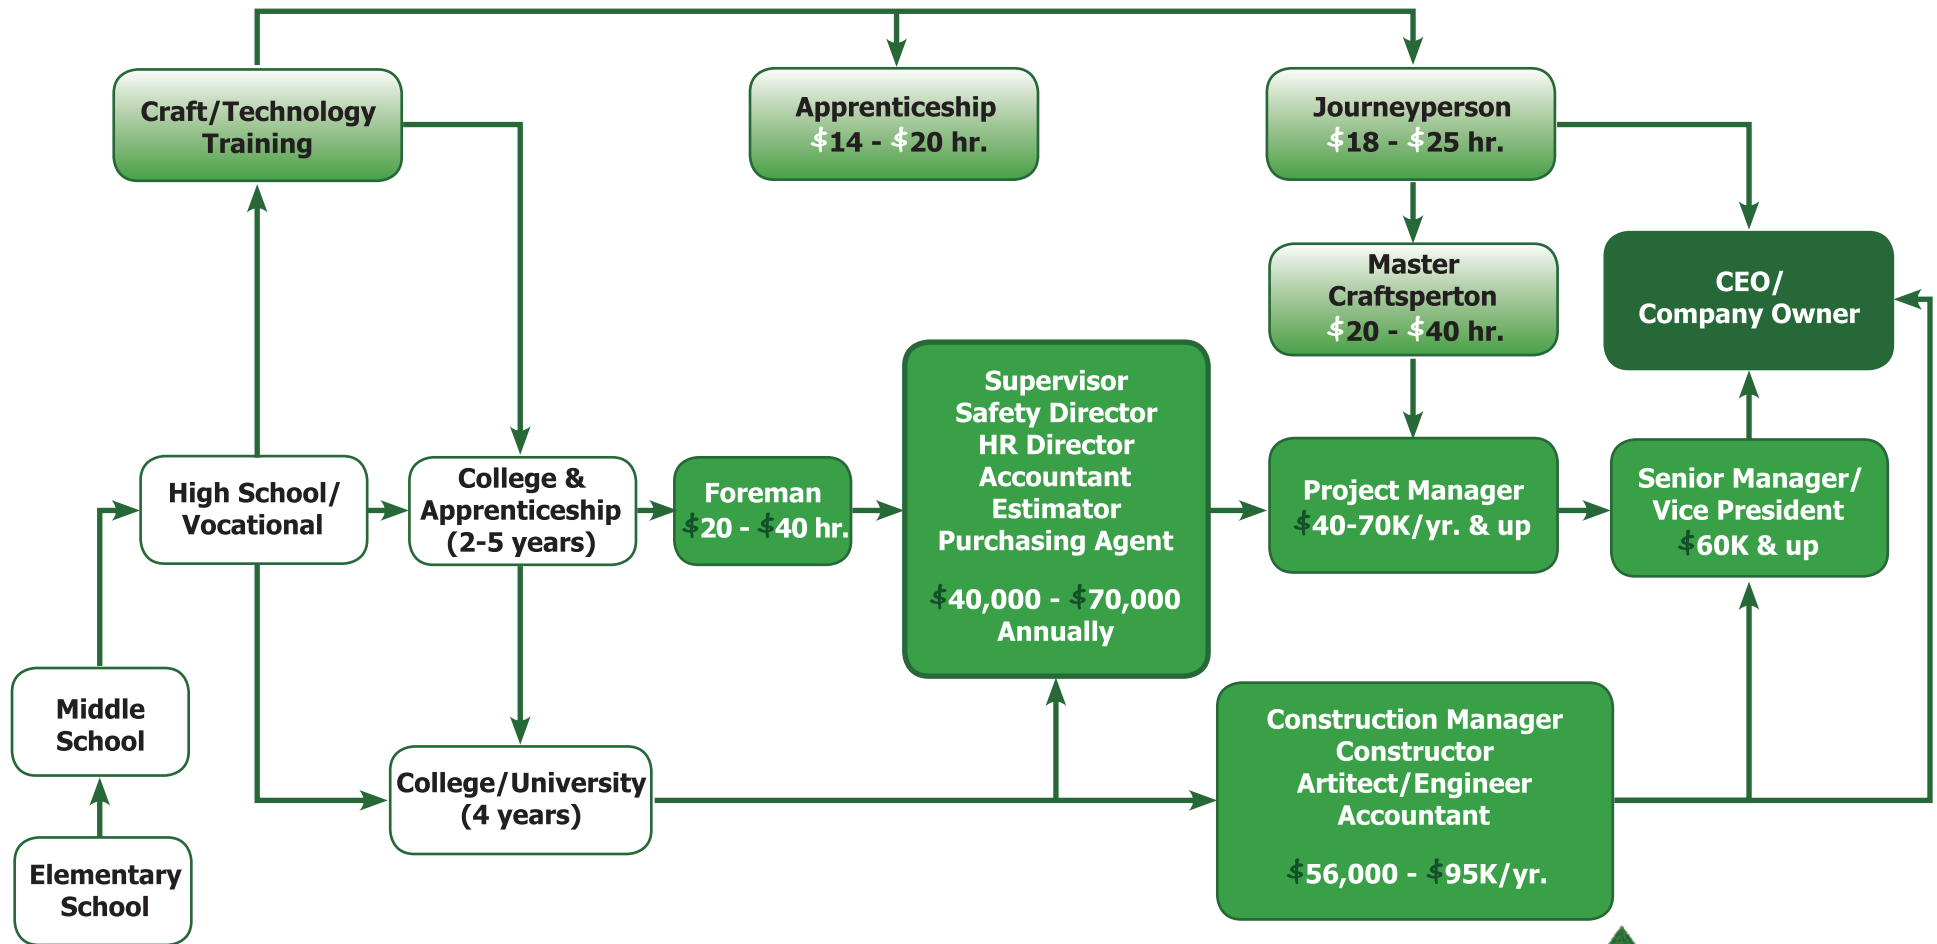 Craft/Technology
Training
Apprenticeship
$14 - $20 hr.
Journeyperson
$18 - $25 hr.
Master
Craftsperton
$20 - $40 hr.
CEO/
Company Owner
Supervisor
Safety Director
HR Director
Accountant
Estimator
Purchasing Agent
$40,000 - $70,000
Annually
High School/
Vocational
College &
Apprenticeship
(2-5 years)
Foreman
$20 - $40 hr.
Project Manager
$40-70K/yr. & up
Senior Manager/
Vice President
$60K & up
Middle
School
College/University
(4 years)
Construction Manager
Constructor
Artitect/Engineer
Accountant
$56,000 - $95K/yr.
Elementary
School